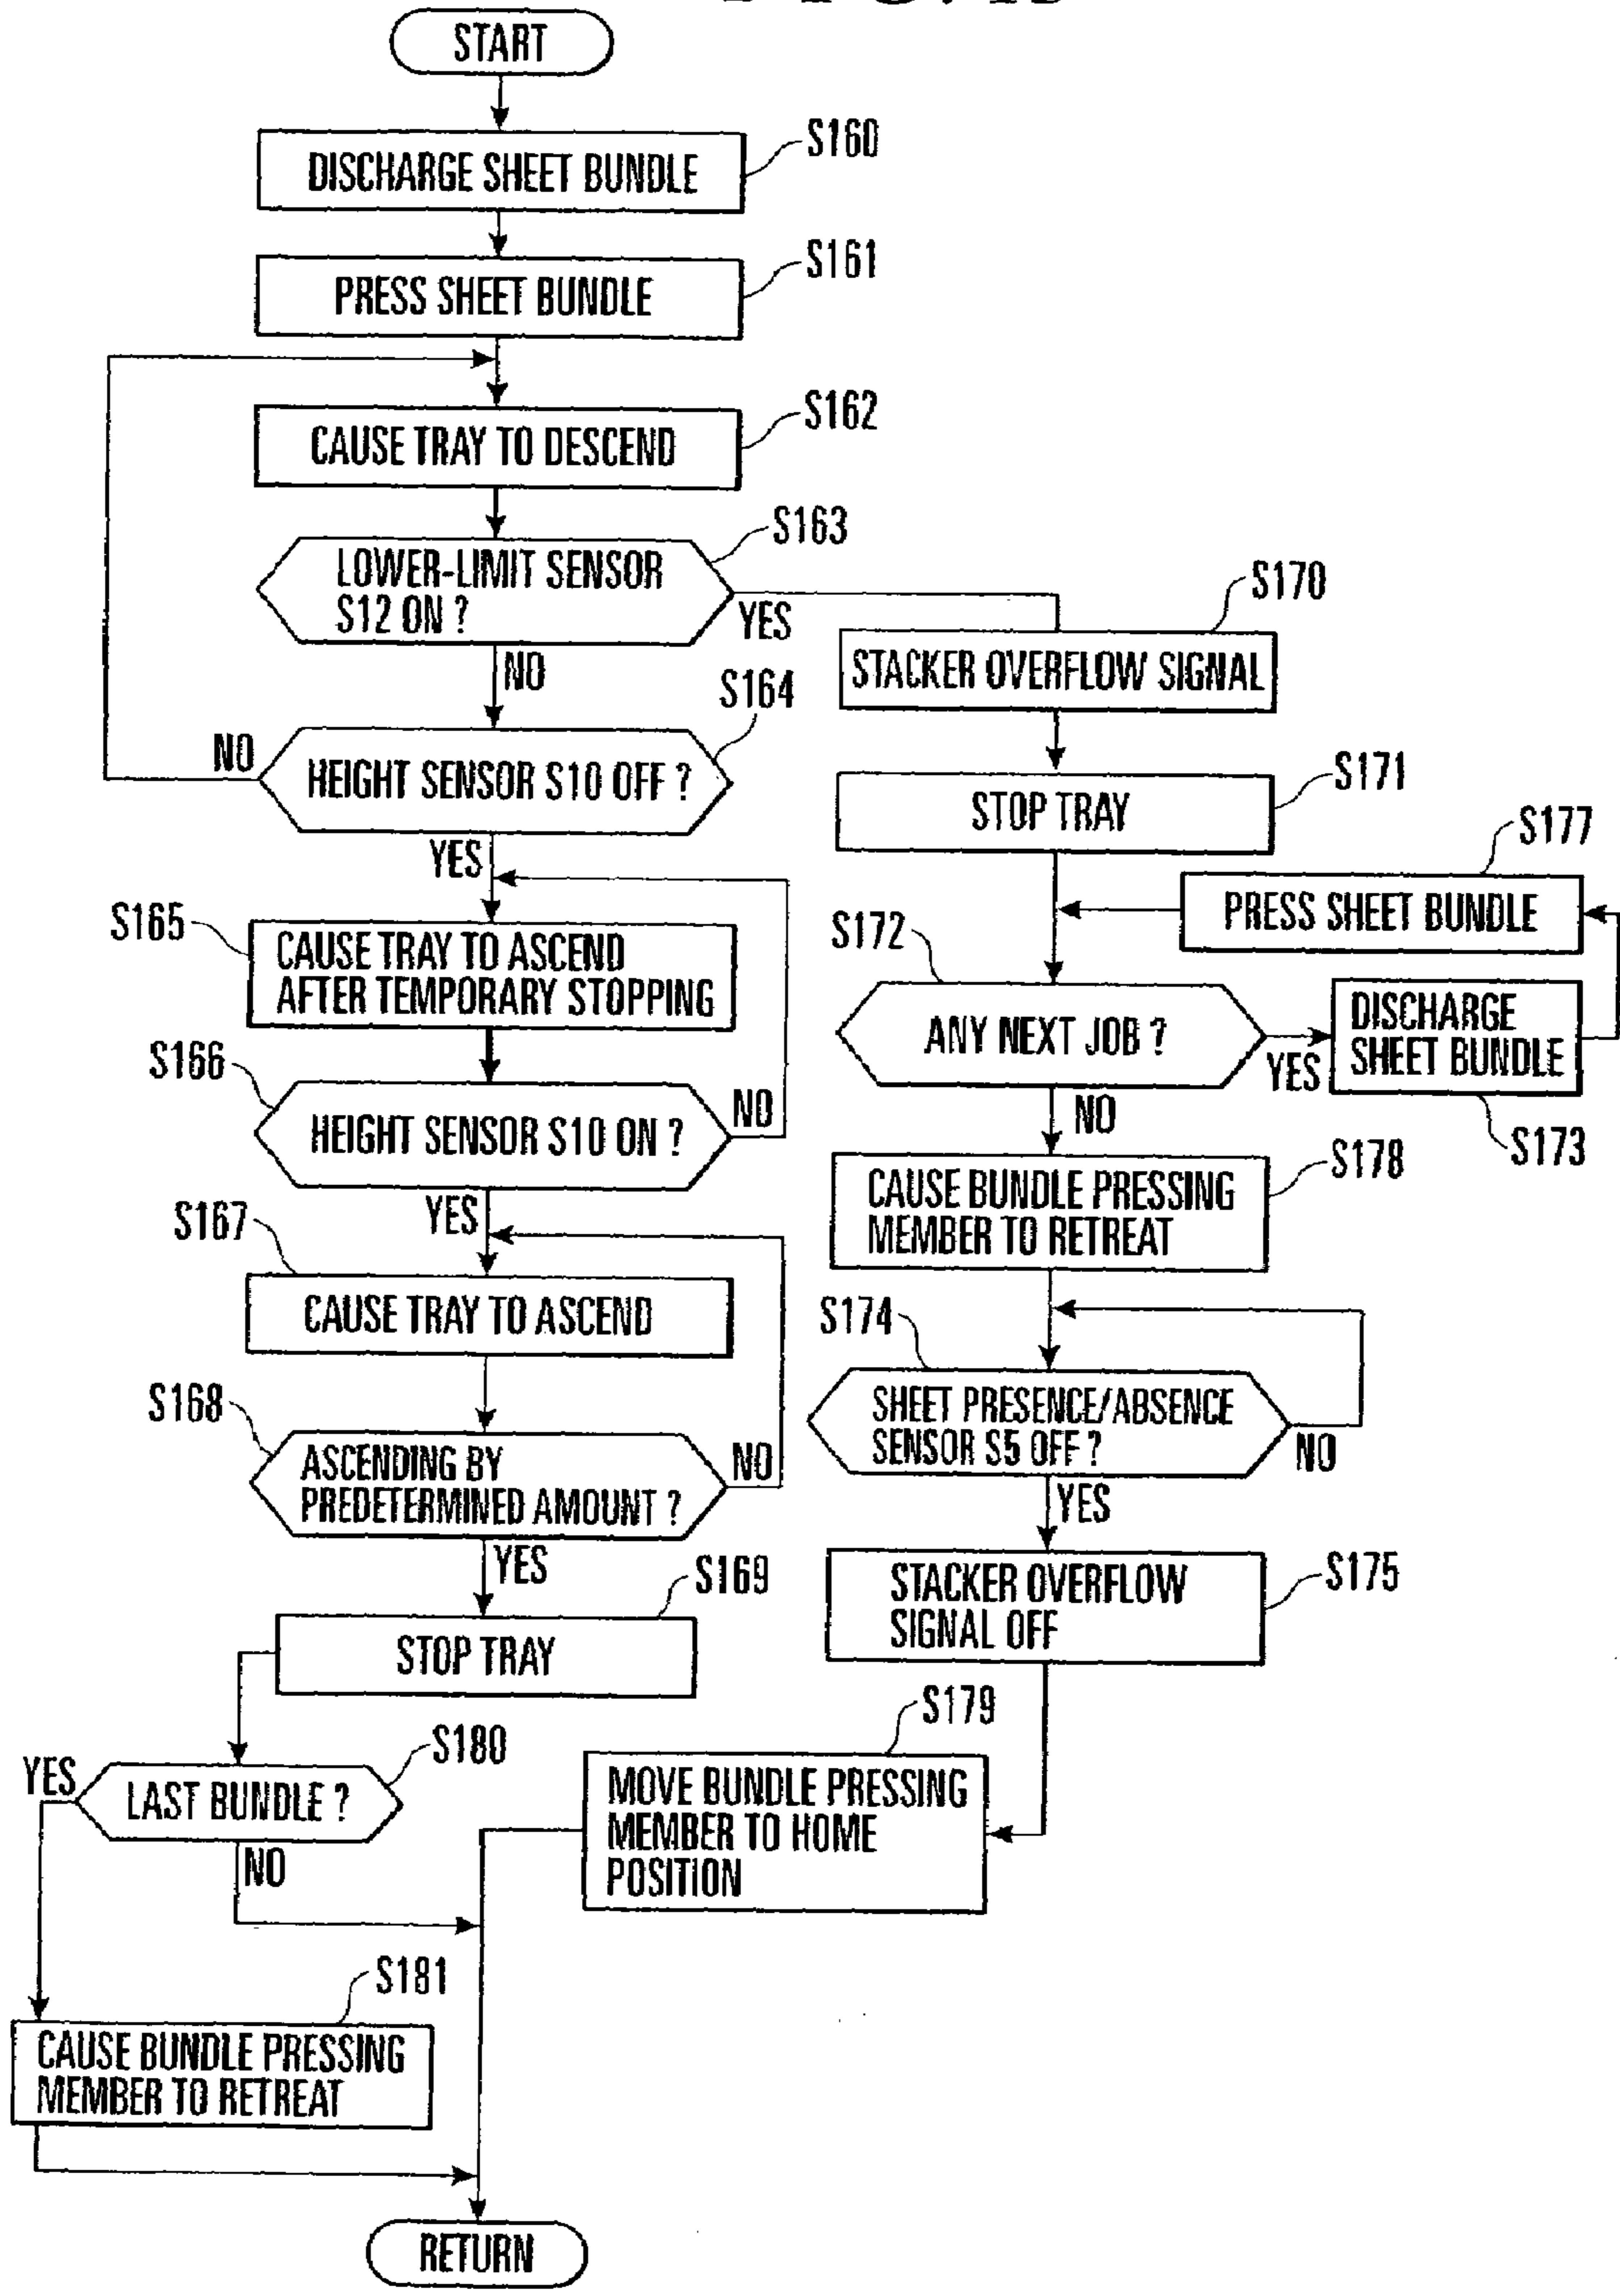 START
S160
DISCHARGE SHEET BUNDLE
S161
PRESS SHEET BUNDLE
S162
CAUSE TRAY TO DESCEND
S163
LOWER-LIMIT SENSOR
S12 ON ?
YES
NO
S170
STACKER OVERFLOW SIGNAL
S164
HEIGHT SENSOR S10 OFF ?
NO
YES
S171
STOP TRAY
S177
PRESS SHEET BUNDLE
S165
CAUSE TRAY TO ASCEND
AFTER TEMPORARY STOPPING
S172
ANY NEXT JOB ?
YES
NO
DISCHARGE
SHEET BUNDLE
S173
S166
HEIGHT SENSOR S10 ON ?
NO
YES
S178
CAUSE BUNDLE PRESSING
MEMBER TO RETREAT
S167
CAUSE TRAY TO ASCEND
S174
SHEET PRESENCE/ABSENCE
SENSOR S5 OFF ?
NO
YES
S168
ASCENDING BY
PREDETERMINED AMOUNT ?
NO
YES
S175
STACKER OVERFLOW
SIGNAL OFF
S169
STOP TRAY
S179
MOVE BUNDLE PRESSING
MEMBER TO HOME
POSITION
S180
LAST BUNDLE ?
YES
NO
S181
CAUSE BUNDLE PRESSING
MEMBER TO RETREAT
RETURN